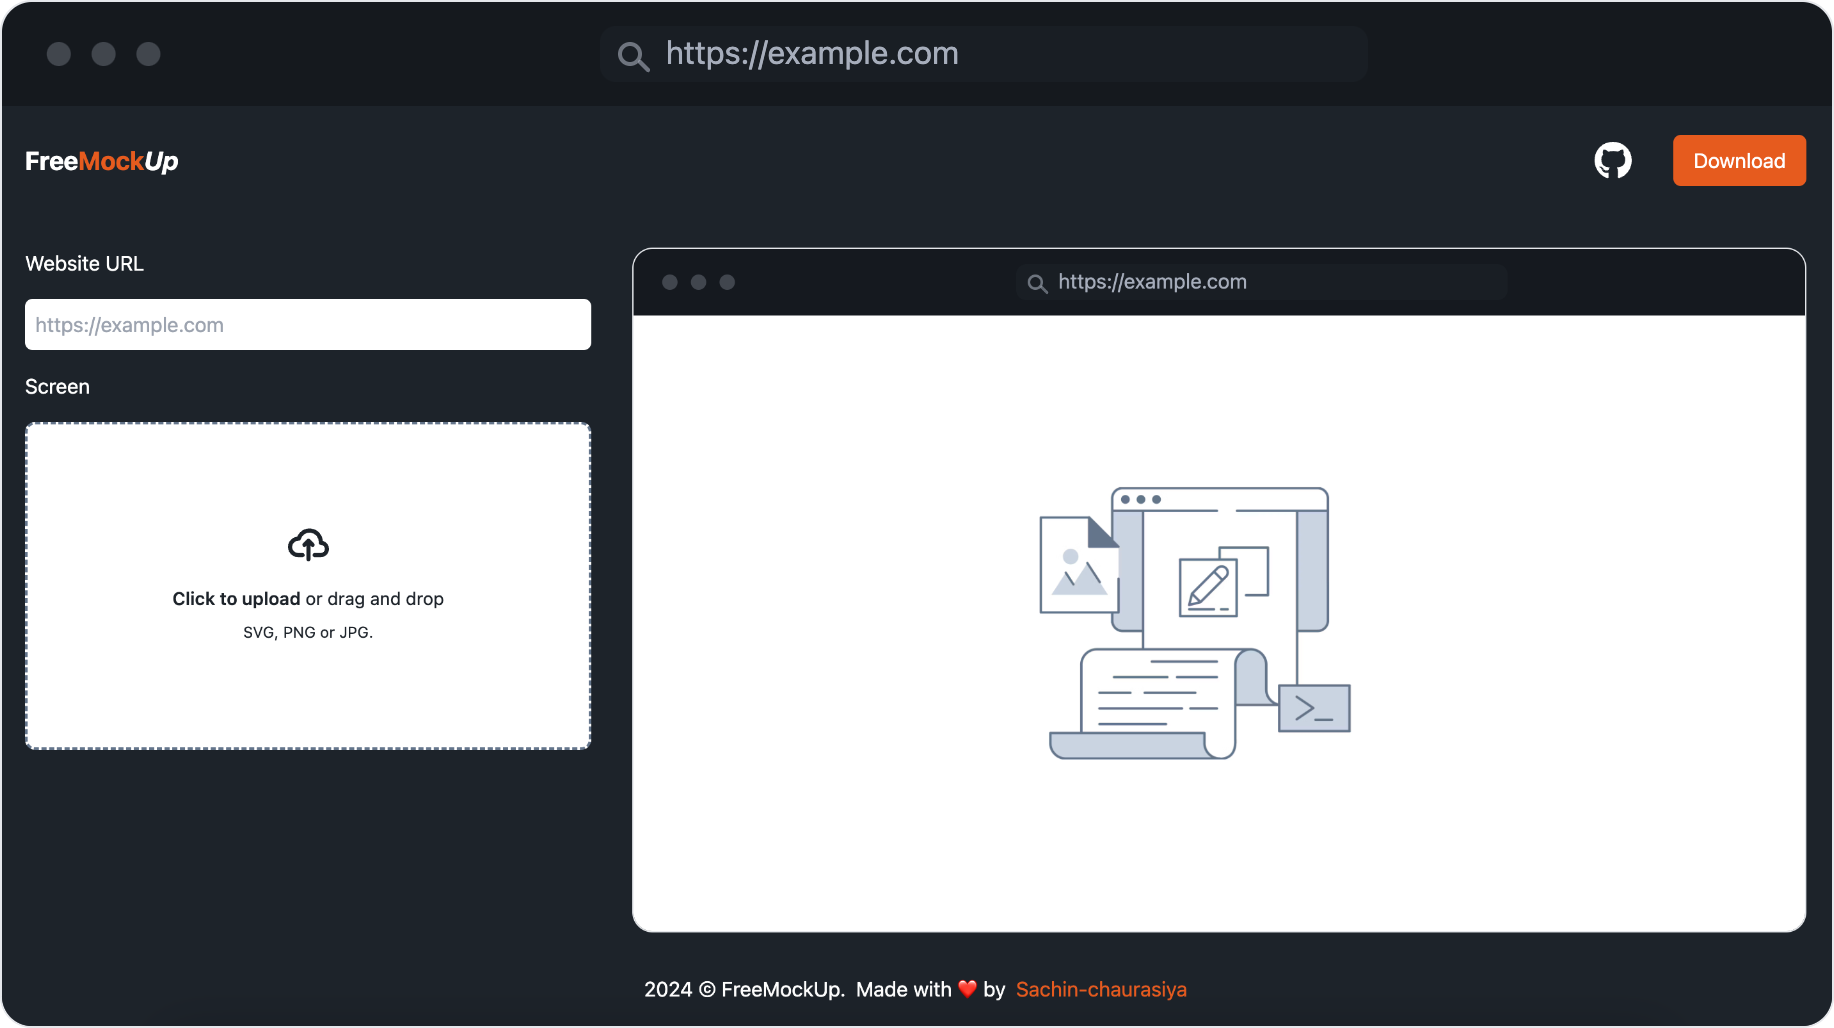 https://example.com
FreeMockUp
Download
Website URL
https://example.com
Screen
Click to upload or drag and drop
SVG, PNG or JPG.
https://example.com
>_
2024 © FreeMockUp. Made with ❤️ by Sachin-chaurasiya